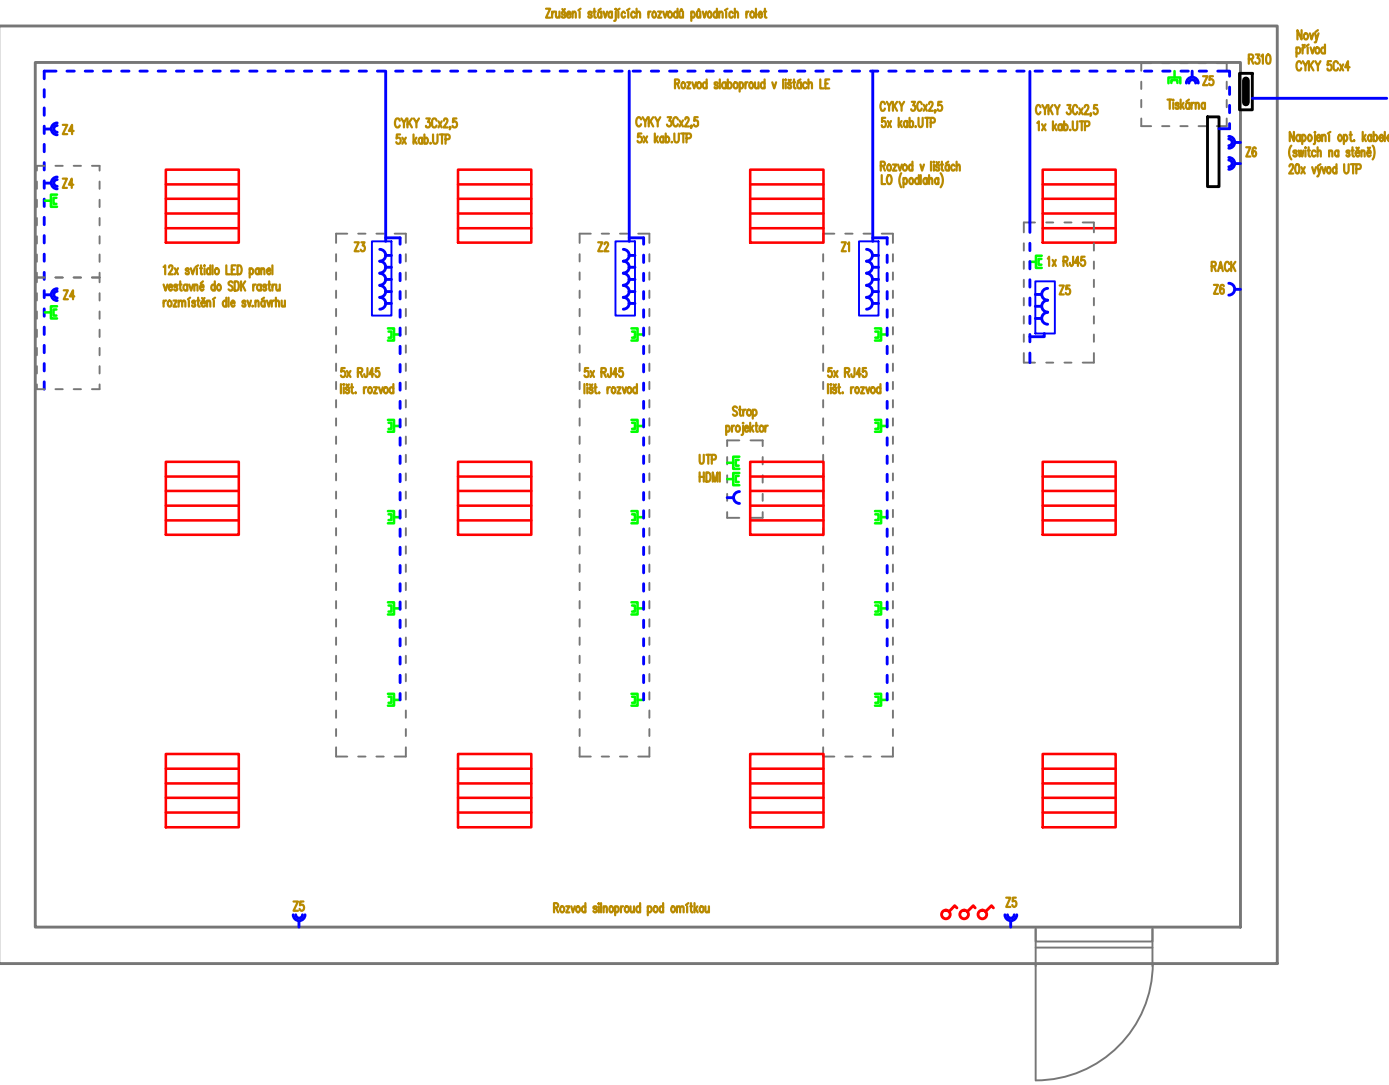 Zrušení stávajících rozvodů původních rolet
Nový
přívod
CYKY 5Cx4
R310
Rozvod slaboproud v lištách LE
Z5
Tiskárna
CYKY 3Cx2,5
5x kab.UTP
CYKY 3Cx2,5
5x kab.UTP
CYKY 3Cx2,5
5x kab.UTP
CYKY 3Cx2,5
1x kab.UTP
Z4
Napojení opt. kabele
(switch na stěně)
20x vývod UTP
Z6
Rozvod v lištách
LO (podlaha)
Z4
Z3
Z2
Z1
1x RJ45
RACK
12x svítidlo LED panel
vestavné do SDK rastru
rozmístění dle sv.návrhu
Z4
Z5
Z6
5x RJ45
lišt. rozvod
5x RJ45
lišt. rozvod
5x RJ45
lišt. rozvod
Strop
projektor
UTP
HDMI
Z5
Rozvod silnoproud pod omítkou
Z5